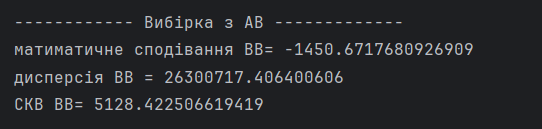 ------------ Вибірка з АВ -------------
матиматичне сподівання ВВ= -1450.6717680926909
дисперсія ВВ = 26300717.406400606
СКВ ВВ= 5128.422506619419